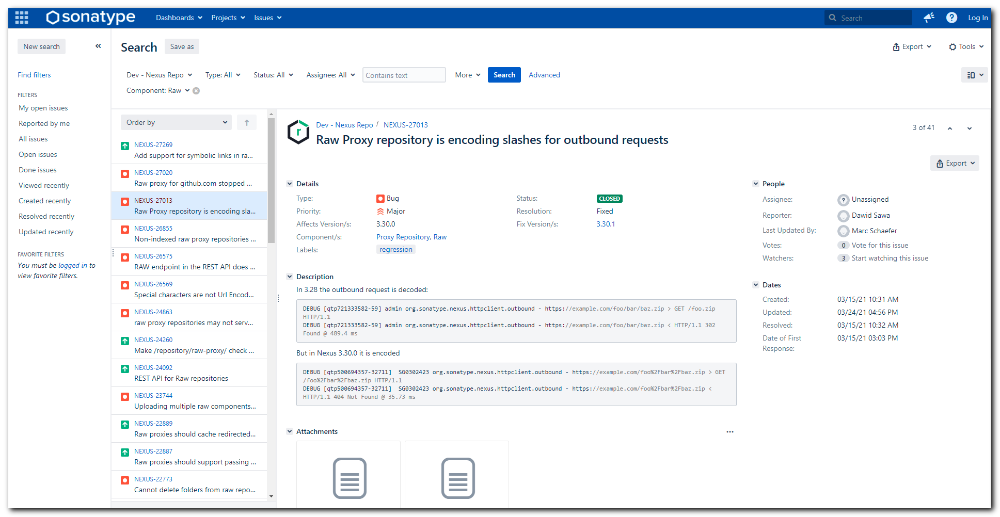 sonatype
Dashboards Projects Issues
Search
? Log In
New search
«
Find filters
FILTERS
My open issues
Reported by me
All issues
Open issues
Done issues
Viewed recently
Created recently
Resolved recently
Updated recently
FAVORITE FILTERS
You must be logged in to
view favorite filters.
Search Save as
Export Tools
Dev - Nexus Repo Type: All Status: All Assignee: All Contains text More Search Advanced
Component: Raw
Order by
NEXUS-27269
Add support for symbolic links in ra...
NEXUS-27020
Raw proxy for github.com stopped ...
NEXUS-27013
Raw Proxy repository is encoding sla...
NEXUS-26855
Non-indexed raw proxy repositories ...
NEXUS-26575
RAW endpoint in the REST API does ...
NEXUS-26569
Special characters are not Url Encod...
NEXUS-24863
raw proxy repositories may not serv...
NEXUS-24260
Make /repository/raw-proxy/ check ...
NEXUS-24092
REST API for Raw repositories
NEXUS-23744
Uploading multiple raw components...
NEXUS-22889
Raw proxies should cache redirected...
NEXUS-22887
Raw proxies should support passing ...
NEXUS-22773
Cannot delete folders from raw repo...
r
Dev - Nexus Repo / NEXUS-27013
Raw Proxy repository is encoding slashes for outbound requests
3 of 41
Export
Details
Type: Bug Status: CLOSED
Priority: Major Resolution: Fixed
Affects Version/s: 3.30.0 Fix Version/s: 3.30.1
Component/s: Proxy Repository, Raw
Labels: regression
Description
In 3.28 the outbound request is decoded:
DEBUG [qtp721333582-59] admin org.sonatype.nexus.httpclient.outbound - https://example.com/foo/bar/baz.zip > GET /foo.zip
HTTP/1.1
DEBUG [qtp721333582-59] admin org.sonatype.nexus.httpclient.outbound - https://example.com/foo/bar/baz.zip < HTTP/1.1 302
Found @ 489.4 ms
But in Nexus 3.30.0 it is encoded
DEBUG [qtp500694357-32711]  SG0302423 org.sonatype.nexus.httpclient.outbound - https://example.com/foo%2Fbar%2Fbaz.zip > GET
/foo%2Fbar%2Fbaz.zip HTTP/1.1
DEBUG [qtp500694357-32711]  SG0302423 org.sonatype.nexus.httpclient.outbound - https://example.com/foo%2Fbar%2Fbaz.zip <
HTTP/1.1 404 Not Found @ 35.73 ms
Attachments
...
People
Assignee: ? Unassigned
Reporter: Dawid Sawa
Last Updated By: Marc Schaefer
Votes: 0 Vote for this issue
Watchers: 3 Start watching this issue
Dates
Created: 03/15/21 10:31 AM
Updated: 03/24/21 04:56 PM
Resolved: 03/15/21 10:32 AM
Date of First 03/15/21 03:03 PM
Response: